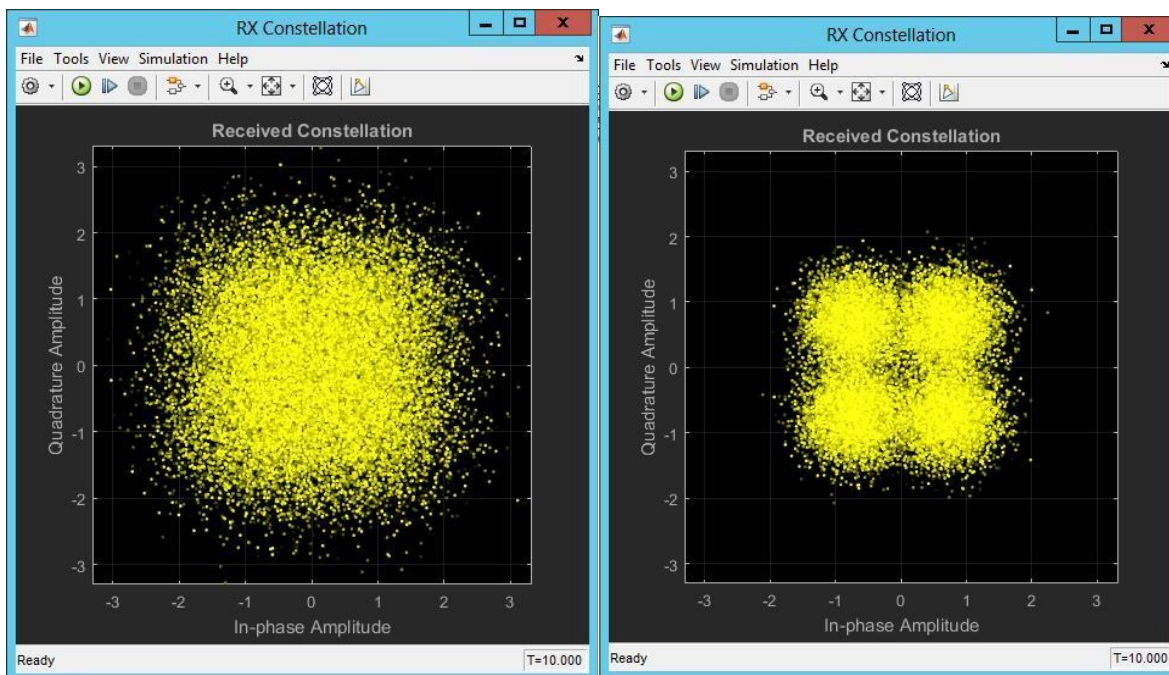 RX Constellation
File Tools View Simulation Help
Received Constellation
Quadrature Amplitude
3
2
1
0
-1
-2
-3
-3 -2 -1 0 1 2 3
In-phase Amplitude
Ready T=10.000
RX Constellation
File Tools View Simulation Help
Received Constellation
Quadrature Amplitude
3
2
1
0
-1
-2
-3
-3 -2 -1 0 1 2 3
In-phase Amplitude
Ready T=10.000